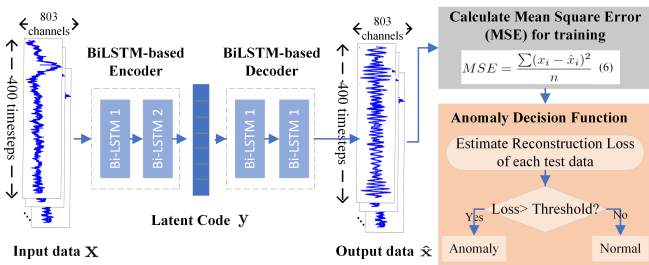 803
channels
400 timesteps
BiLSTM-based
Encoder
Bi-LSTM 1
Bi-LSTM 2
Latent Code y
BiLSTM-based
Decoder
Bi-LSTM 1
Bi-LSTM 1
803
channels
400 timesteps
Input data X
Output data x̂
Calculate Mean Square Error
(MSE) for training
MSE = ∑(xᵢ − x̂ᵢ)² / n (6)
Anomaly Decision Function
Estimate Reconstruction Loss
of each test data
Loss> Threshold?
Yes
No
Anomaly
Normal